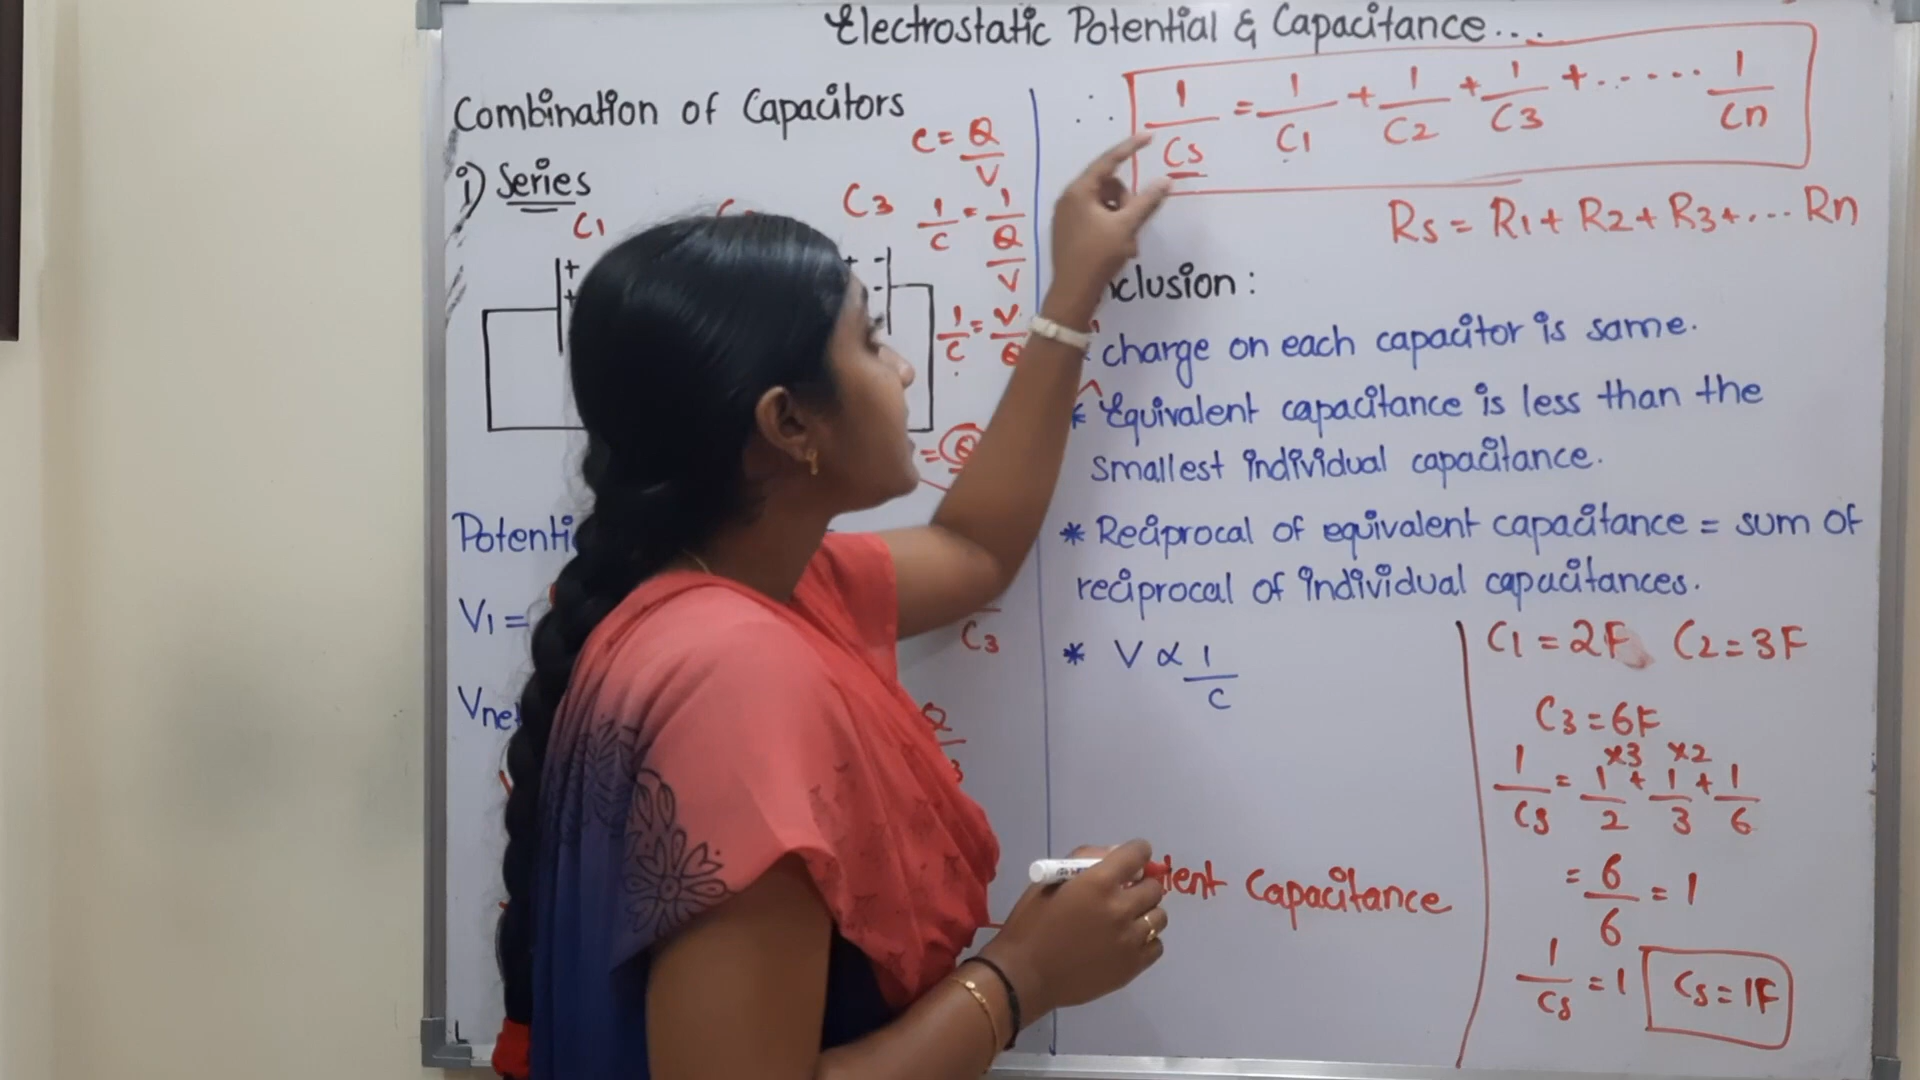 Electrostatic Potential & Capacitance...
Combination of Capacitors
i) Series
C1
C3
+
+
-
-
C = Q/V
1/C = 1/(Q/V)
1/C = V/Q
= Q
V1 =
C3
Q
3
∴ 1/Cs = 1/C1 + 1/C2 + 1/C3 + ...... 1/Cn
Rs = R1 + R2 + R3 + ... Rn
clusion :
charge on each capacitor is same.
* Equivalent capacitance is less than the
smallest individual capacitance.
* Reciprocal of equivalent capacitance = sum of
reciprocal of individual capacitances.
* V ∝ 1/C
Capacitance
C1 = 2F C2 = 3F
C3 = 6F
×3 ×2
1/Cs = 1/2 + 1/3 + 1/6
= 6/6 = 1
1/Cs = 1 Cs = 1F